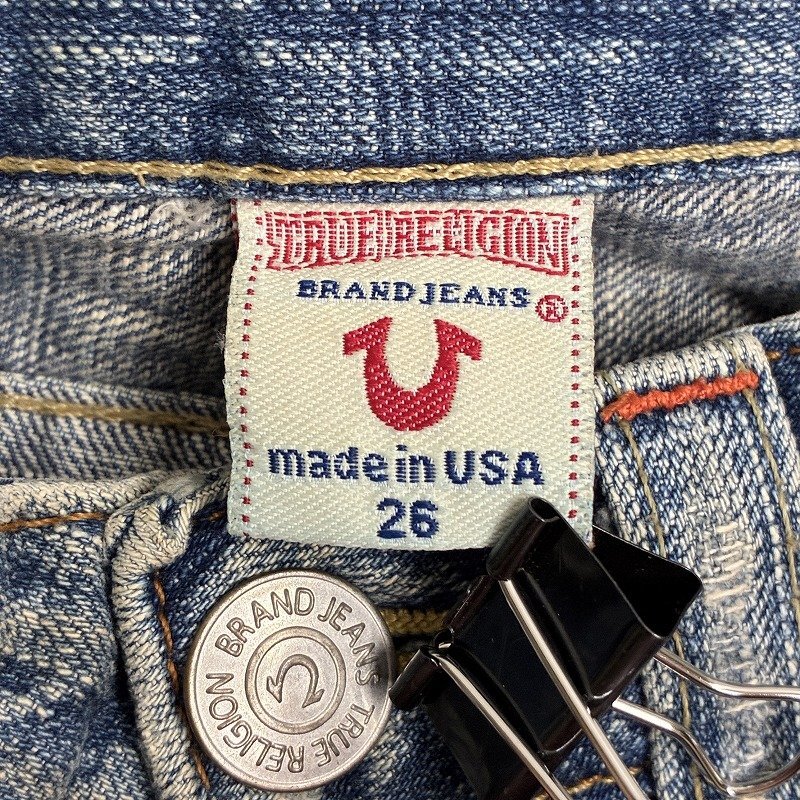 TRUE RELIGION
BRAND JEANS ®
made in USA
26
BRAND JEANS TRUE RELIGION